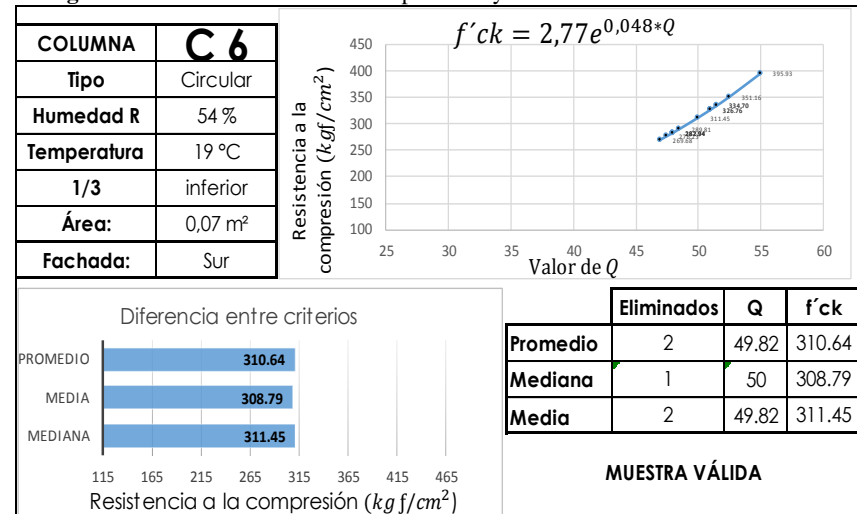 COLUMNA C 6
Tipo Circular
Humedad R 54 %
Temperatura 19 °C
1/3 inferior
Área: 0,07 m²
Fachada: Sur
f´ck = 2,77e^{0,048*Q}
Resistencia a la
compresión (kgf/cm²)
450
400
350
300
250
200
150
100
395.93
351.16
334.70
326.76
311.45
289.81
282.94
269.68
25 30 35 40 45 50 55 60
Valor de Q
Diferencia entre criterios
PROMEDIO 310.64
MEDIA 308.79
MEDIANA 311.45
115 165 215 265 315 365 415 465
Resistencia a la compresión (kg f/cm²)
Eliminados Q f´ck
Promedio 2 49.82 310.64
Mediana 1 50 308.79
Media 2 49.82 311.45
MUESTRA VÁLIDA